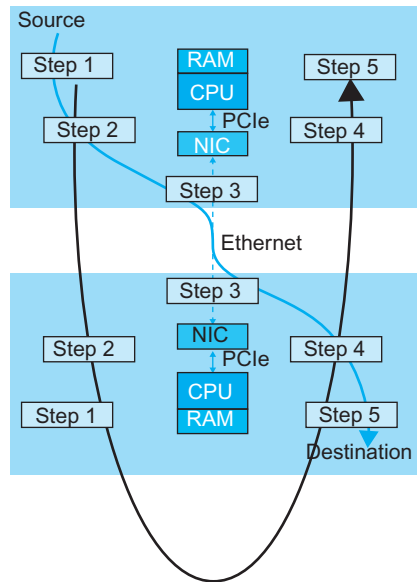 Source
Step 1
RAM
CPU
Step 5
PCIe
Step 2
NIC
Step 4
Step 3
Ethernet
Step 3
Step 2
NIC
Step 4
PCIe
Step 1
CPU
RAM
Step 5
Destination